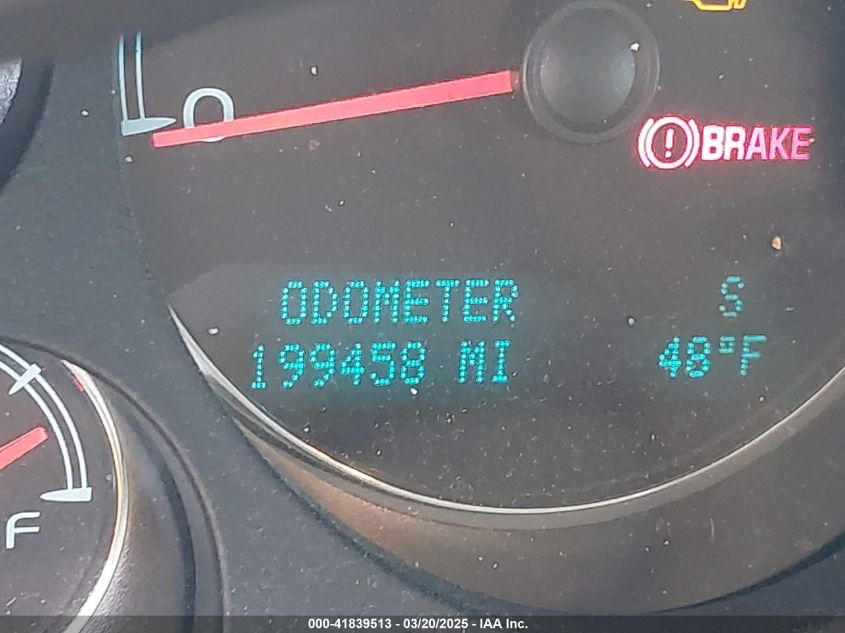 0
BRAKE
ODOMETER S
199458 MI 48°F
F
000-41839513 - 03/20/2025 - IAA Inc.